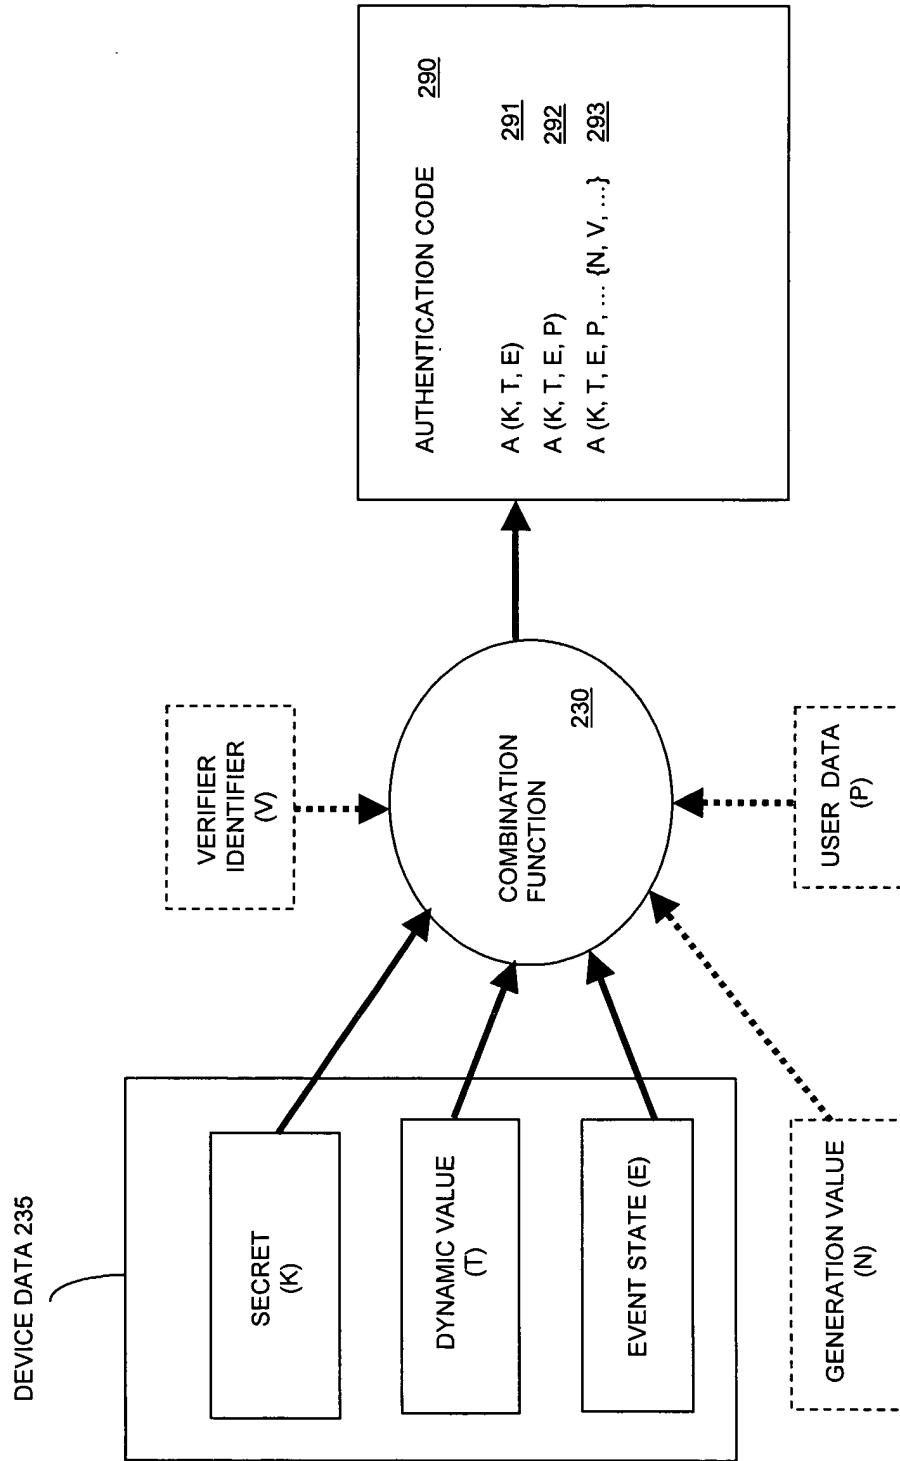 DEVICE DATA 235
SECRET
(K)
DYNAMIC VALUE
(T)
EVENT STATE (E)
GENERATION VALUE
(N)
VERIFIER
IDENTIFIER
(V)
COMBINATION
FUNCTION
230
USER DATA
(P)
AUTHENTICATION CODE 290
A (K, T, E) 291
A (K, T, E, P) 292
A (K, T, E, P, ... {N, V, ...} 293